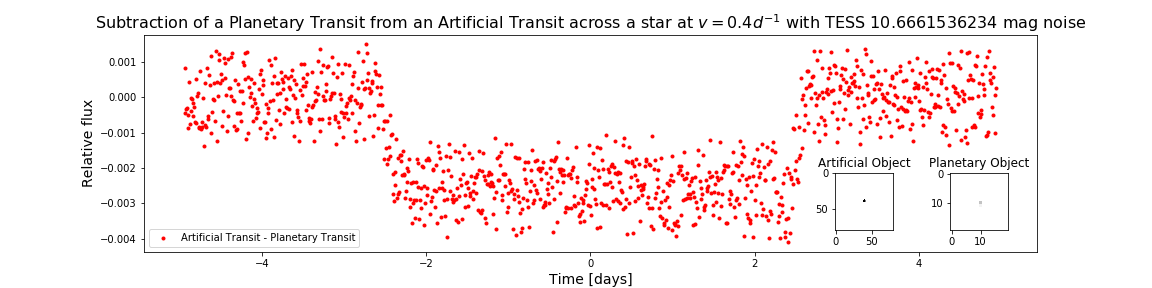 Subtraction of a Planetary Transit from an Artificial Transit across a star at v = 0.4d⁻¹ with TESS 10.6661536234 mag noise
Relative flux
0.001
0.000
−0.001
−0.002
−0.003
−0.004
Artificial Object
0
50
0 50
Planetary Object
0
10
0 10
Artificial Transit - Planetary Transit
−4 −2 0 2 4
Time [days]